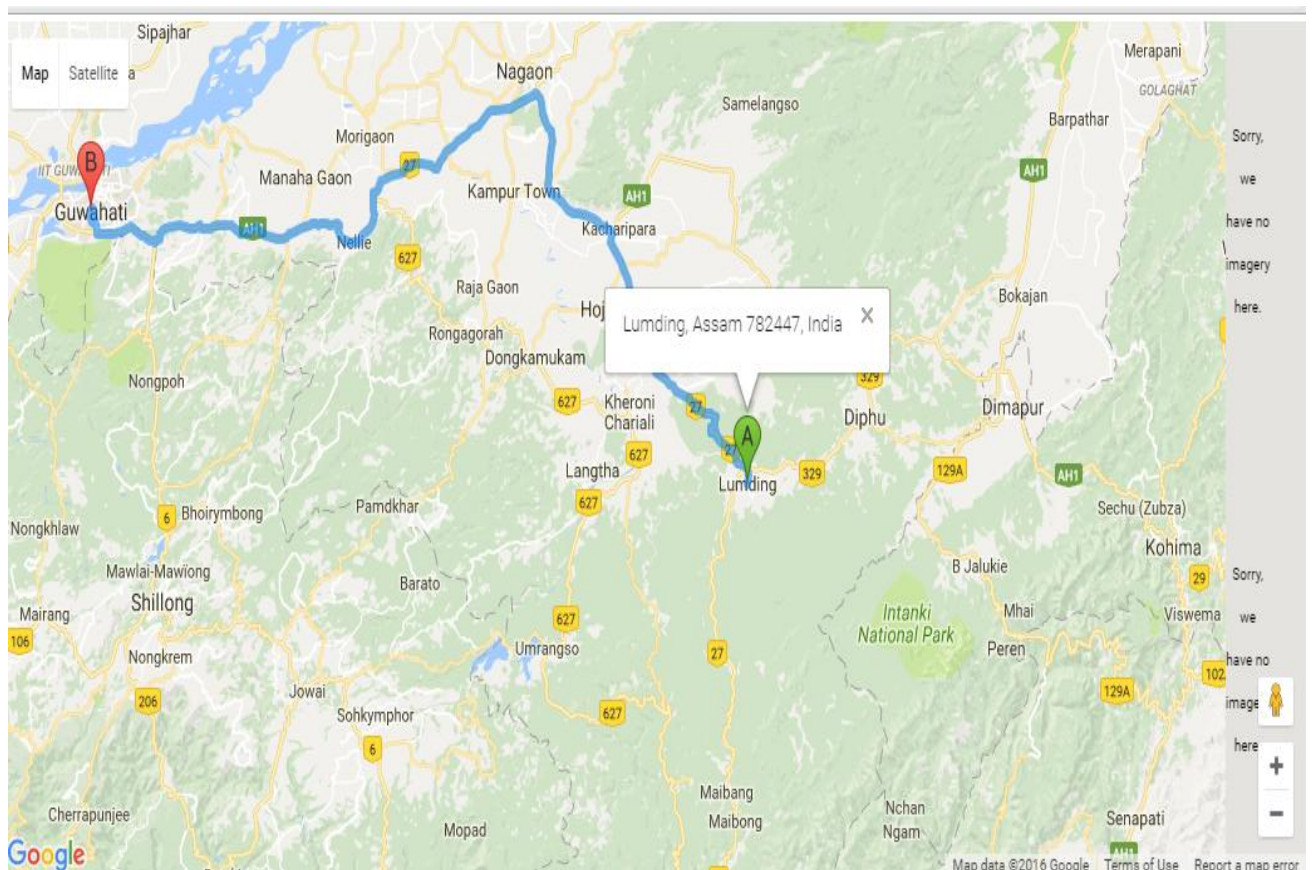 Sipajhar
Map Satellite
Nagaon
Merapani
GOLAGHAT
Samelangso
Barpathar
Morigaon
Sorry,
we
have no
imagery
here.
B
27
AH1
Manaha Gaon
Kampur Town
AH1
Guwahati
AH1
Kacharipara
Nellie
627
Raja Gaon
Bokajan
Lumding, Assam 782447, India
Rongagorah
Dongkamukam
329
Nongpoh
627
Kheroni
Chariali
27
Diphu
Dimapur
A
27
627
Langtha
Lumding
329
129A
AH1
627
Pamdkhar
Sechu (Zubza)
6
Bhoirymbong
Nongkhlaw
Kohima
Mawlai-Mawïong
Barato
B Jalukie
29
Sorry,
we
have no
Shillong
Mairang
627
Intanki
National Park
Mhai
Viswema
106
Umrangso
27
Peren
Nongkrem
102
206
Jowai
129A
Sohkymphor
627
6
here
+
−
Maibang
Maibong
Nchan
Ngam
Cherrapunjee
Mopad
Senapati
AH1
Google
Map data ©2016 Google Terms of Use Report a map error